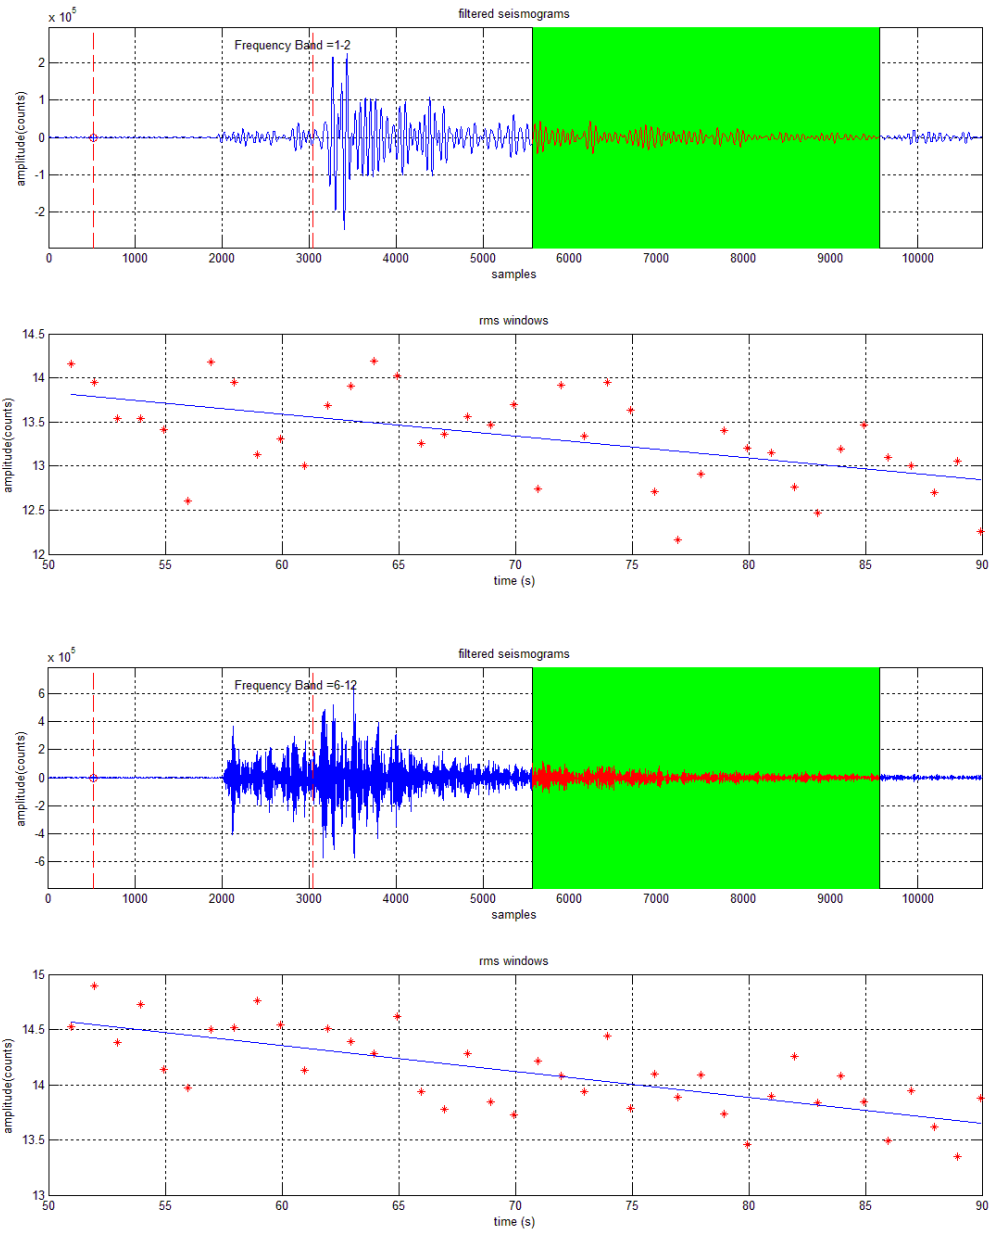 filtered seismograms
x 10^5
Frequency Band =1-2
amplitude(counts)
2
1
0
-1
-2
0 1000 2000 3000 4000 5000 6000 7000 8000 9000 10000
samples
rms windows
amplitude(counts)
14.5
14
13.5
13
12.5
12
50 55 60 65 70 75 80 85 90
time (s)
filtered seismograms
x 10^5
Frequency Band =6-12
amplitude(counts)
6
4
2
0
-2
-4
-6
0 1000 2000 3000 4000 5000 6000 7000 8000 9000 10000
samples
rms windows
amplitude(counts)
15
14.5
14
13.5
13
50 55 60 65 70 75 80 85 90
time (s)